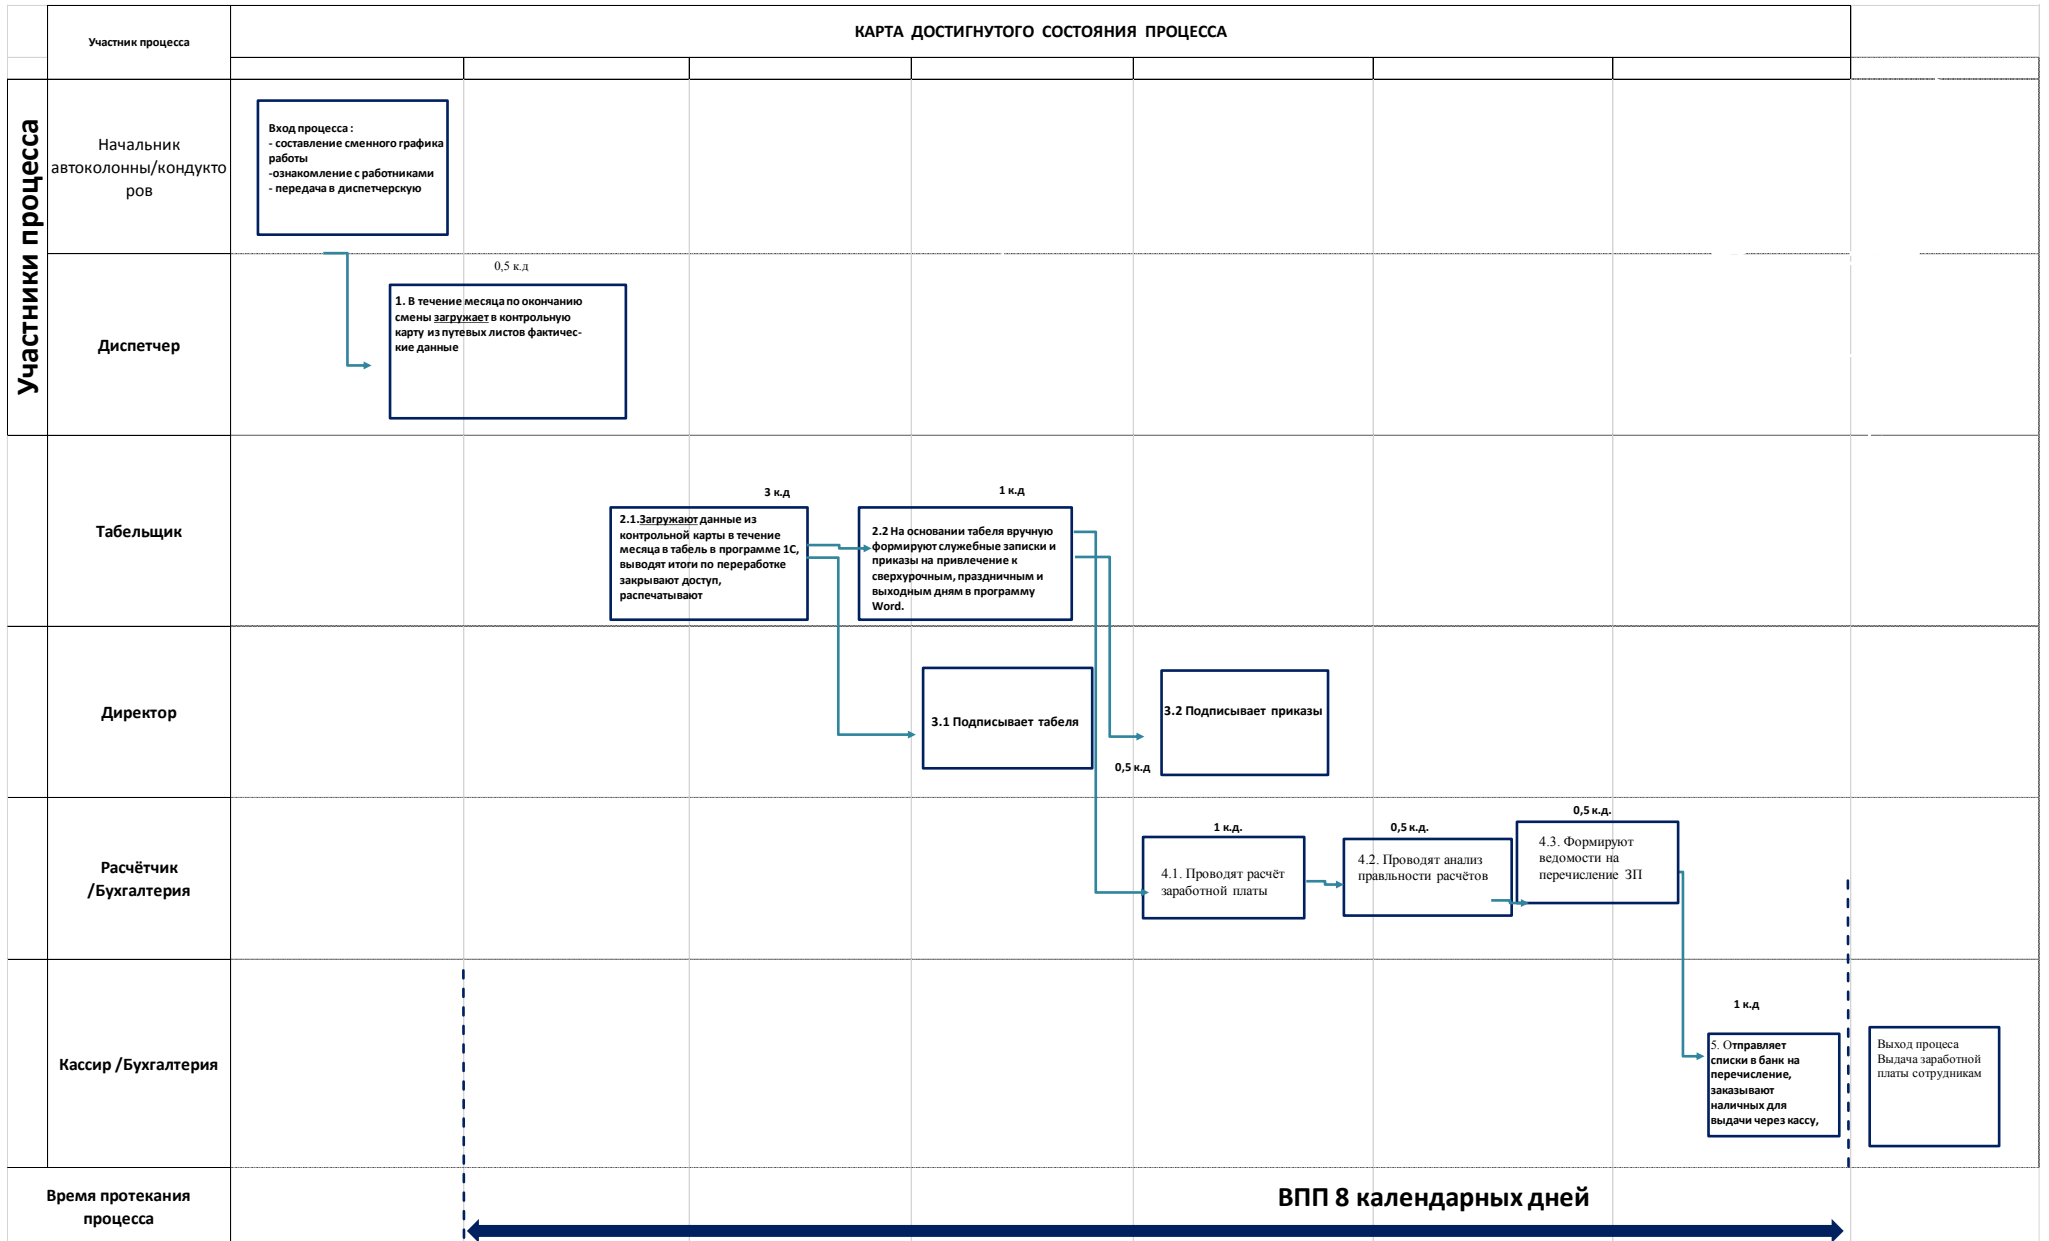 Участник процесса
КАРТА ДОСТИГНУТОГО СОСТОЯНИЯ ПРОЦЕССА
Участники процесса
Начальник
автоколонны/кондукто
ров
Вход процесса :
- составление сменного графика
работы
-ознакомление с работниками
- передача в диспетчерскую
Диспетчер
0,5 к.д
1. В течение месяца по окончанию
смены загружает в контрольную
карту из путевых листов фактичес-
кие данные
Табельщик
3 к.д
2.1.Загружают данные из
контрольной карты в течение
месяца в табель в программе 1С,
выводят итоги по переработке
закрывают доступ,
распечатывают
1 к.д
2.2 На основании табеля вручную
формируют служебные записки и
приказы на привлечение к
сверхурочным, праздничным и
выходным дням в программу
Word.
Директор
3.1 Подписывает табеля
0,5 к.д
3.2 Подписывает приказы
Расчётчик
/Бухгалтерия
1 к.д.
4.1. Проводят расчёт
заработной платы
0,5 к.д.
4.2. Проводят анализ
правльности расчётов
0,5 к.д.
4.3. Формируют
ведомости на
перечисление ЗП
Кассир /Бухгалтерия
1 к.д
5. Отправляет
списки в банк на
перечисление,
заказывают
наличных для
выдачи через кассу,
Выход процеса
Выдача заработной
платы сотрудникам
Время протекания
процесса
ВПП 8 календарных дней